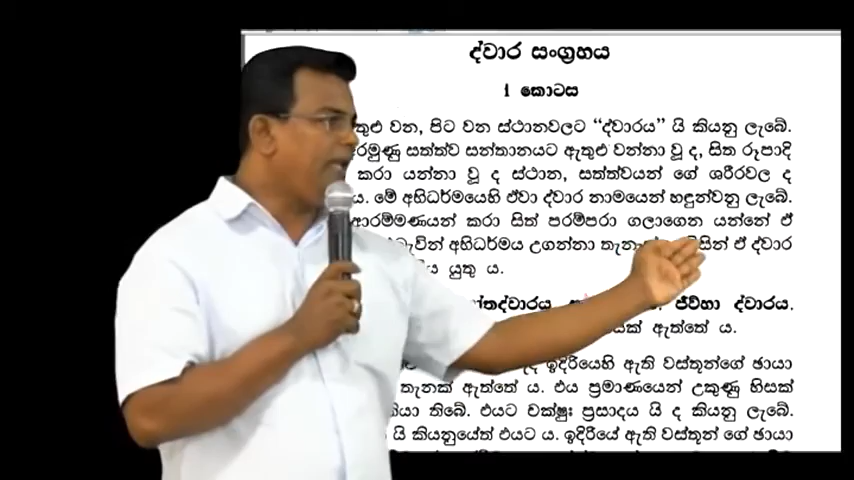 ද්වාර සංග්‍රහය
1 කොටස
වන, පිට වන ස්ථානවලට “ද්වාරය” යි කියනු ලැබේ.
සත්ත්ව සන්තානයට ඇතුළු වන්නා වූ ද, සිත රූපාදි
කරා යන්නා වූ ද ස්ථාන, සත්ත්වයන් ගේ ශරීරවල ද
ය. මේ අභිධර්මයෙහි ඒවා ද්වාර නාමයෙන් හඳුන්වනු ලැබේ.
ආරම්මණයන් කරා සිත් පරම්පරා ගලාගෙන යන්නේ ඒ
අභිධර්මය උගන්නා ඒ ද්වාර
යුතු ය.
ජිව්හා ද්වාරය.
ඇත්තේ ය.
ඉදිරියෙහි ඇති වස්තූන්ගේ ඡායා
තැනක් ඇත්තේ ය. එය ප්‍රමාණයෙන් උකුණු හිසක්
තිබේ. එයට චක්ෂුඃ ප්‍රසාදය යි ද කියනු ලැබේ.
යි කියනුයේත් එයට ය. ඉදිරියේ ඇති වස්තූන් ගේ ඡායා